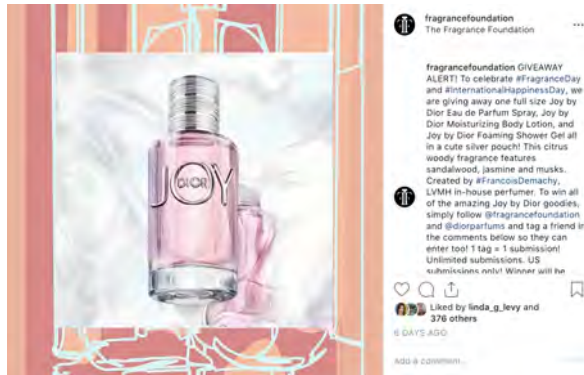 JOY
DIOR
fragrancefoundation
The Fragrance Foundation
fragrancefoundation GIVEAWAY
ALERT! To celebrate #FragranceDay
and #InternationalHappinessDay, we
are giving away one full size Joy by
Dior Eau de Parfum Spray, Joy by
Dior Moisturizing Body Lotion, and
Joy by Dior Foaming Shower Gel all
in a cute silver pouch! This citrus
woody fragrance features
sandalwood, jasmine and musks.
Created by #FrancoisDemachy,
LVMH in-house perfumer. To win all
of the amazing Joy by Dior goodies,
simply follow @fragrancefoundation
and @diorparfums and tag a friend in
the comments below so they can
enter too! 1 tag = 1 submission!
Unlimited submissions. US
submissions only! Winner will be
Liked by linda_g_levy and
376 others
6 DAYS AGO
Add a comment...